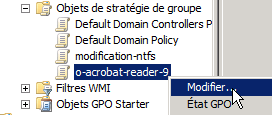 Objets de stratégie de groupe
Default Domain Controllers P
Default Domain Policy
modification-ntfs
o-acrobat-reader-9
Filtres WMI
Modifier...
Objets GPO Starter
État GPO